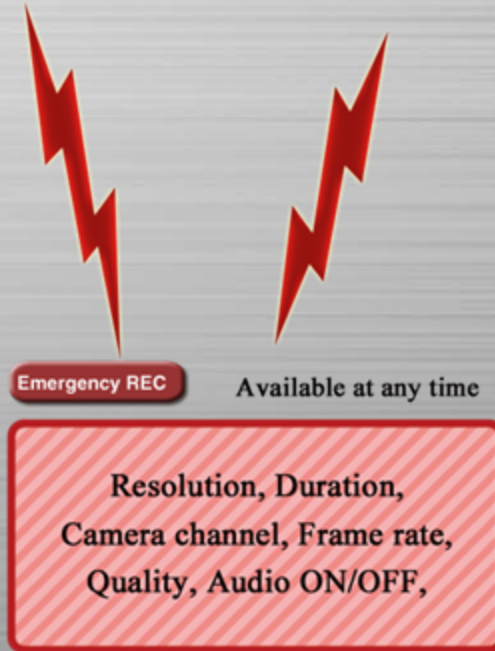 Emergency REC
Available at any time
Resolution, Duration,
Camera channel, Frame rate,
Quality, Audio ON/OFF,